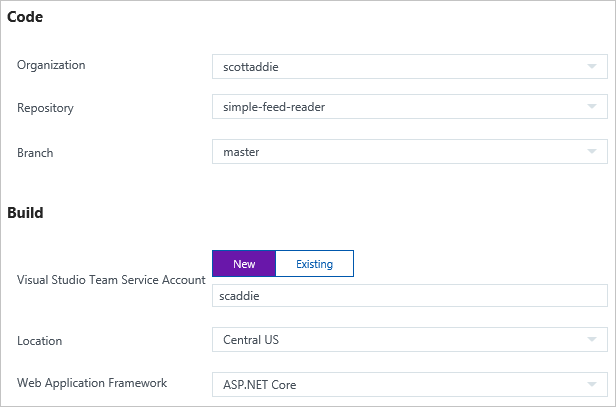 Code
Organization
scottaddie
Repository
simple-feed-reader
Branch
master
Build
New Existing
Visual Studio Team Service Account
scaddie
Location
Central US
Web Application Framework
ASP.NET Core